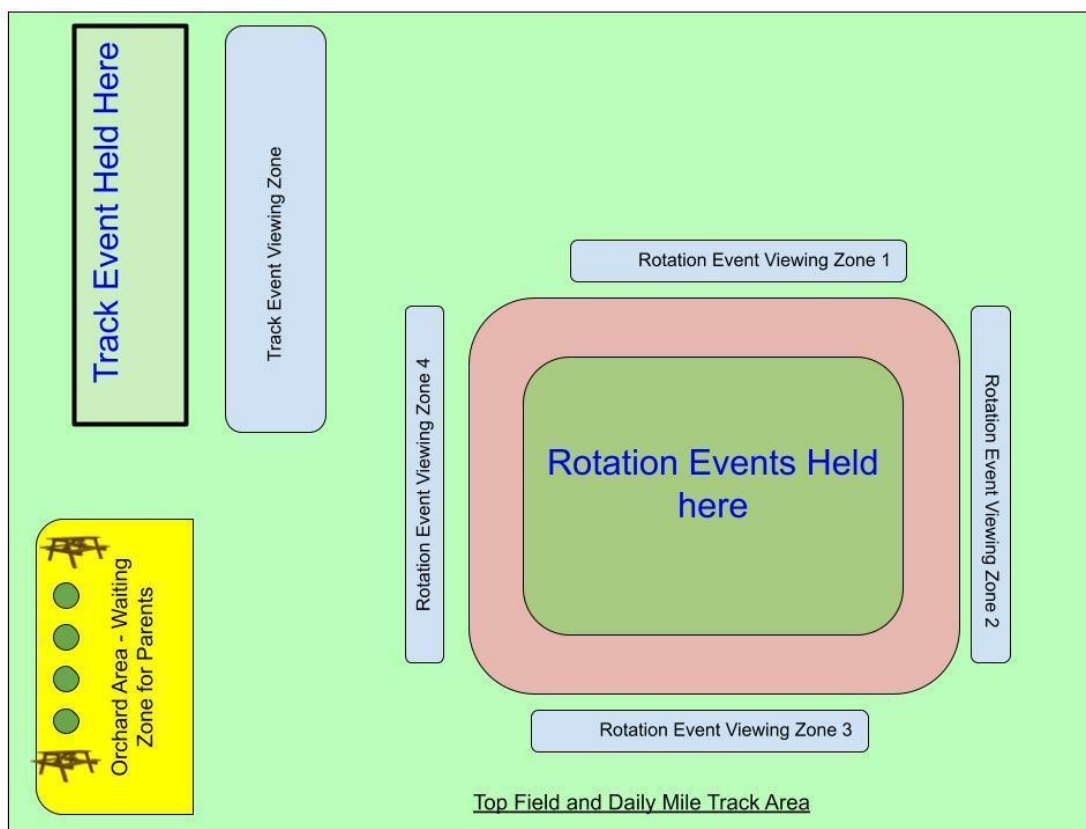 Track Event Held Here
Track Event Viewing Zone
Rotation Event Viewing Zone 1
Rotation Event Viewing Zone 4
Rotation Events Held
here
Rotation Event Viewing Zone 2
Orchard Area - Waiting
Zone for Parents
Rotation Event Viewing Zone 3
Top Field and Daily Mile Track Area